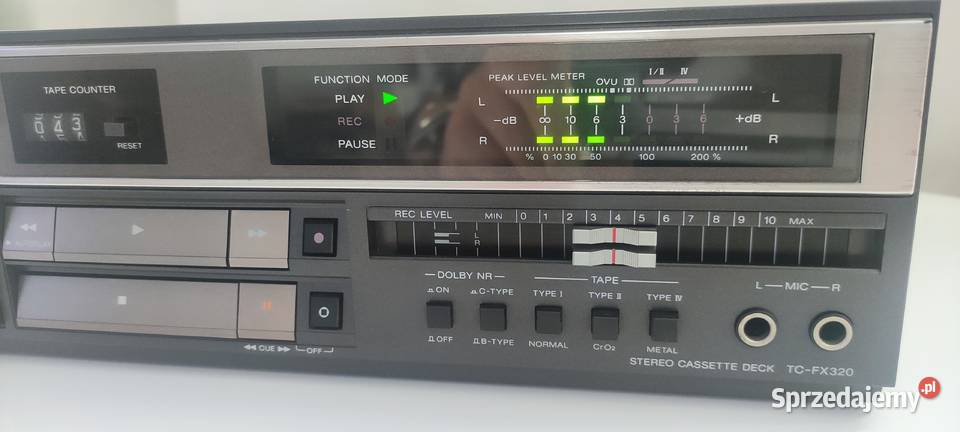 TAPE COUNTER
043
RESET
FUNCTION MODE
PLAY
REC
PAUSE
PEAK LEVEL METER
OVU
I/II IV
L L
-dB ∞ 10 6 3 0 3 6 +dB
R R
% 0 10 30 50 100 200 %
REC LEVEL MIN 0 1 2 3 4 5 6 7 8 9 10 MAX
L
R
DOLBY NR
ON C-TYPE
OFF B-TYPE
TAPE
TYPE I TYPE II TYPE IV
NORMAL CrO2 METAL
L MIC R
CUE OFF
STEREO CASSETTE DECK TC-FX320
Sprzedajemy.pl